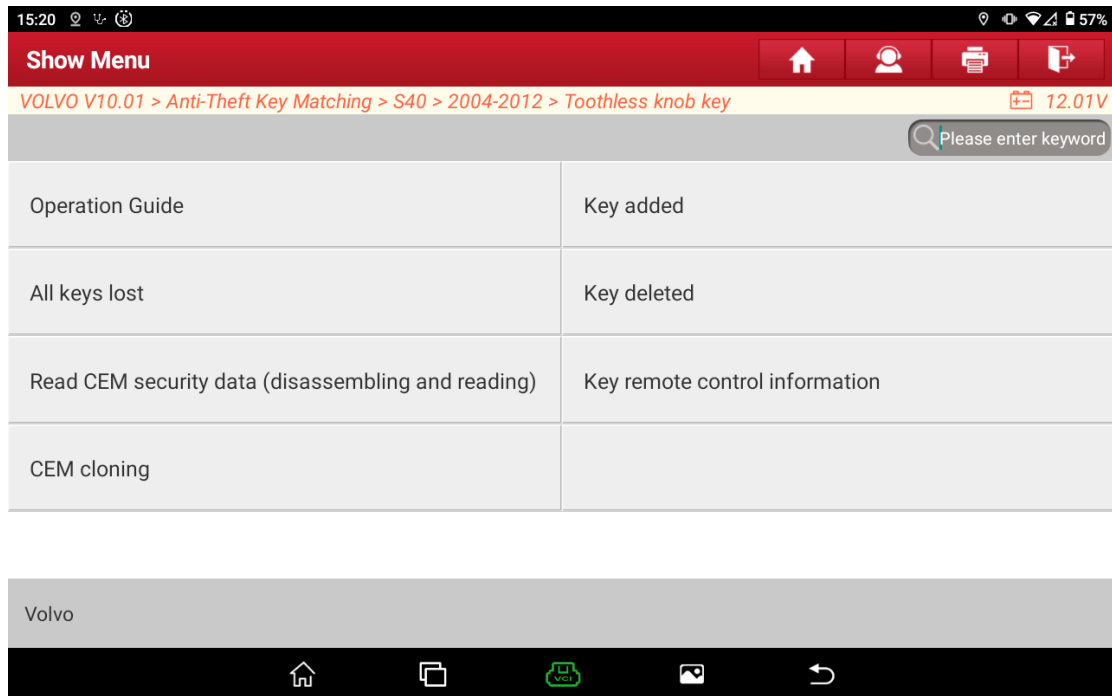 15:20
57%
Show Menu
VOLVO V10.01 > Anti-Theft Key Matching > S40 > 2004-2012 > Toothless knob key
12.01V
Please enter keyword
Operation Guide
Key added
All keys lost
Key deleted
Read CEM security data (disassembling and reading)
Key remote control information
CEM cloning
Volvo
VCI